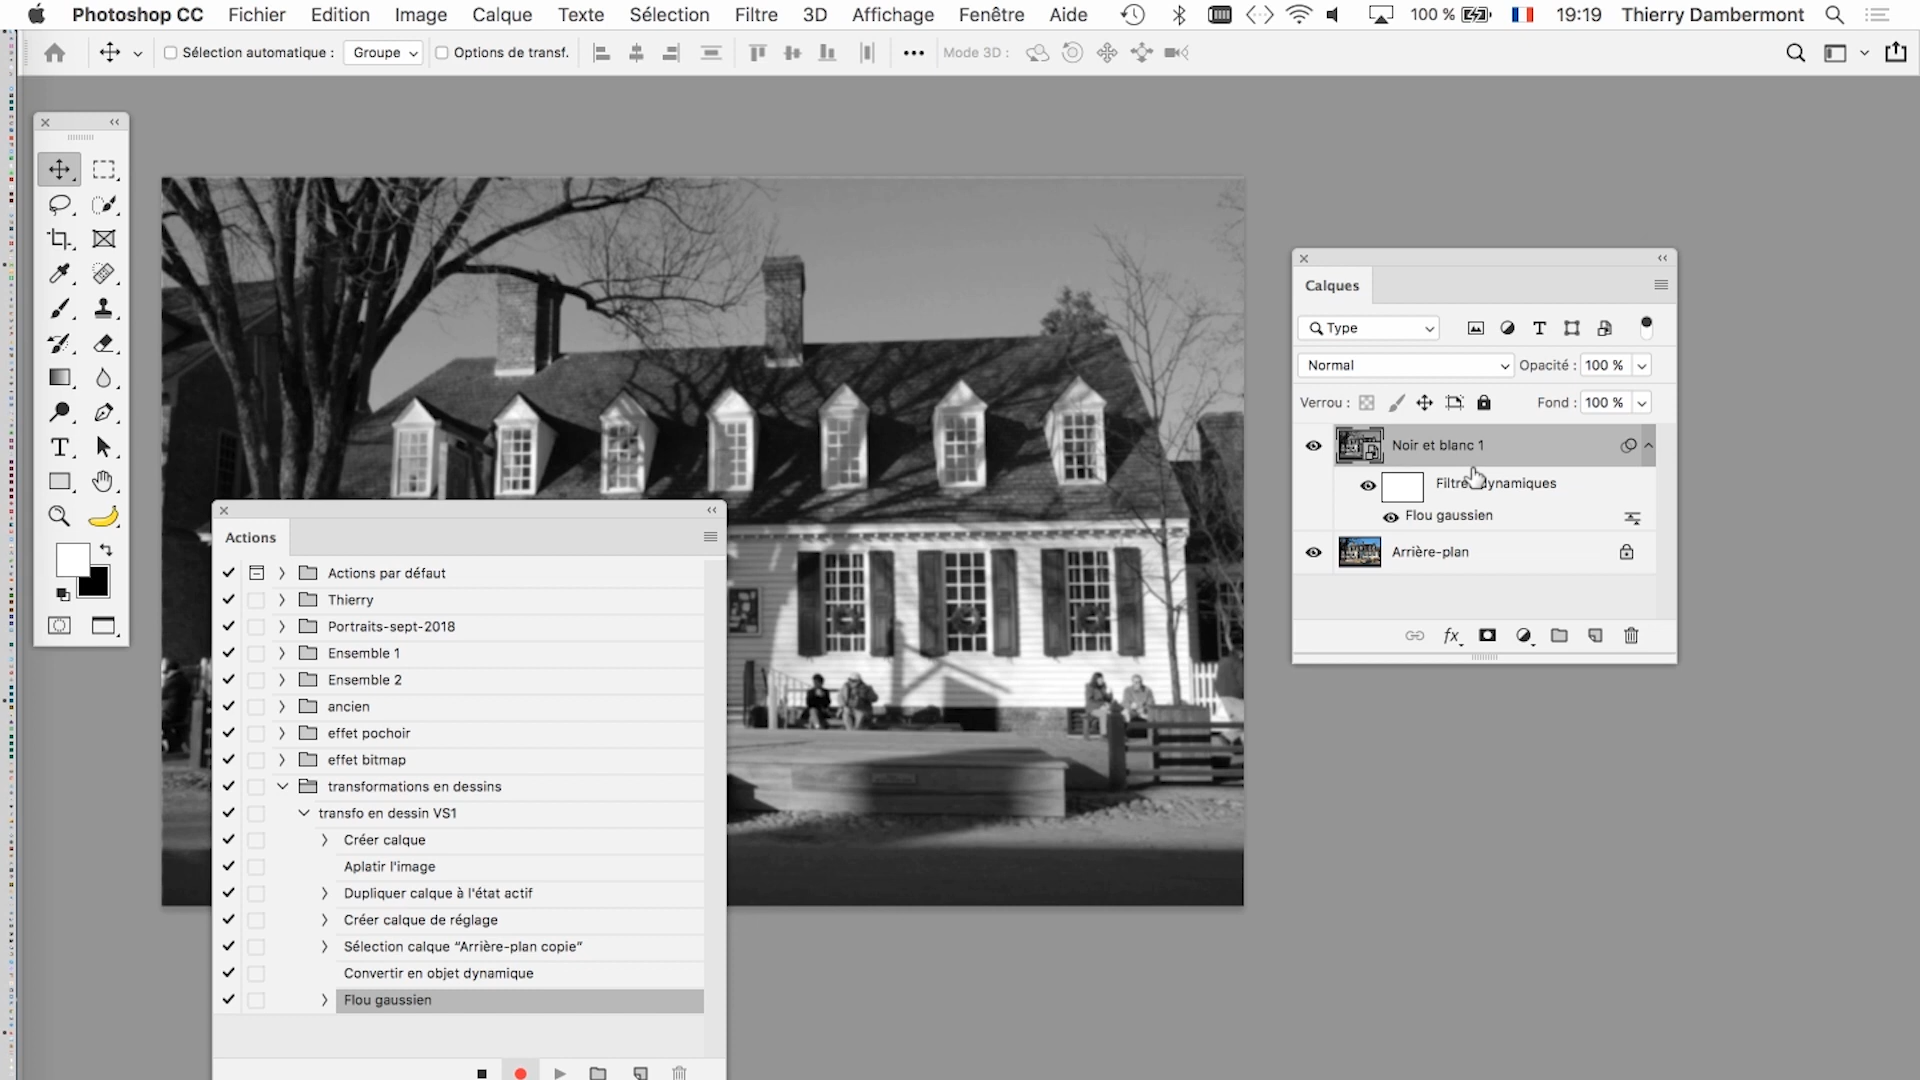 Photoshop CC Fichier Edition Image Calque Texte Sélection Filtre 3D Affichage Fenêtre Aide 100 % 19:19 Thierry Dambermont
Sélection automatique : Groupe Options de transf. Mode 3D :
Calques
Type
Normal Opacité : 100 %
Verrou : Fond : 100 %
Noir et blanc 1
Filtres dynamiques
Flou gaussien
Arrière-plan
fx
Actions
Actions par défaut
Thierry
Portraits-sept-2018
Ensemble 1
Ensemble 2
ancien
effet pochoir
effet bitmap
transformations en dessins
transfo en dessin VS1
Créer calque
Aplatir l'image
Dupliquer calque à l'état actif
Créer calque de réglage
Sélection calque “Arrière-plan copie”
Convertir en objet dynamique
Flou gaussien